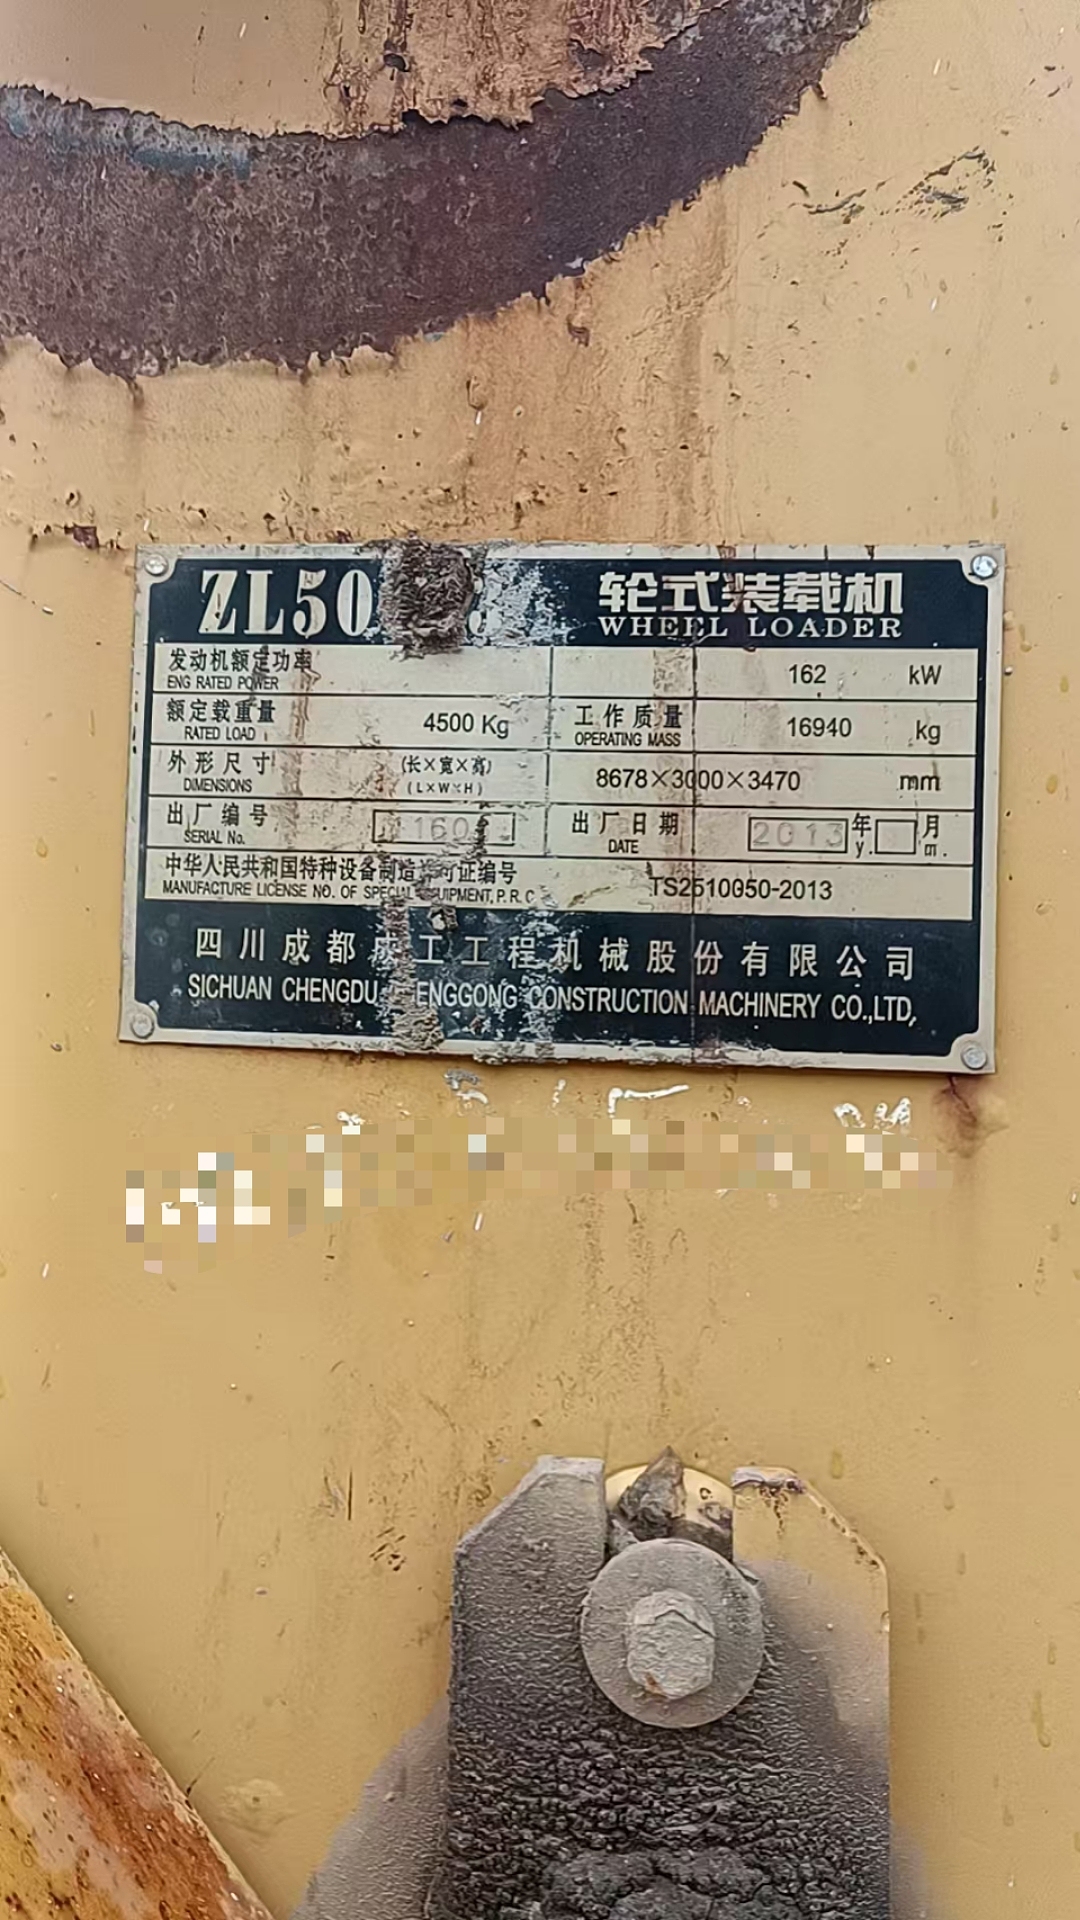 ZL50 轮式装载机
WHEEL LOADER
发动机额定功率 162 kW
ENG RATED POWER
额定载重量 4500 Kg 工作质量 16940 kg
RATED LOAD OPERATING MASS
外形尺寸 (长×宽×高) 8678×3000×3470 mm
DIMENSIONS (L×W×H)
出厂编号 出厂日期 2013 年 月
SERIAL No. DATE y. m.
中华人民共和国特种设备制造许可证编号 TS2510050-2013
MANUFACTURE LICENSE NO. OF SPECIAL EQUIPMENT, P.R.C
四川成都成工工程机械股份有限公司
SICHUAN CHENGDU CHENGGONG CONSTRUCTION MACHINERY CO.,LTD,